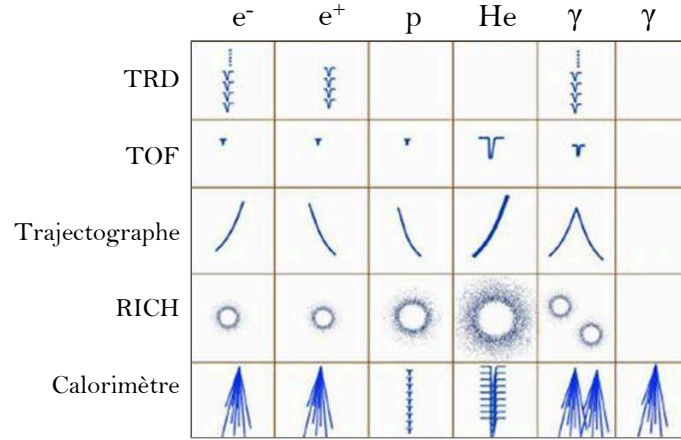 e- e+ p He γ γ
TRD
TOF
Trajectographe
RICH
Calorimètre